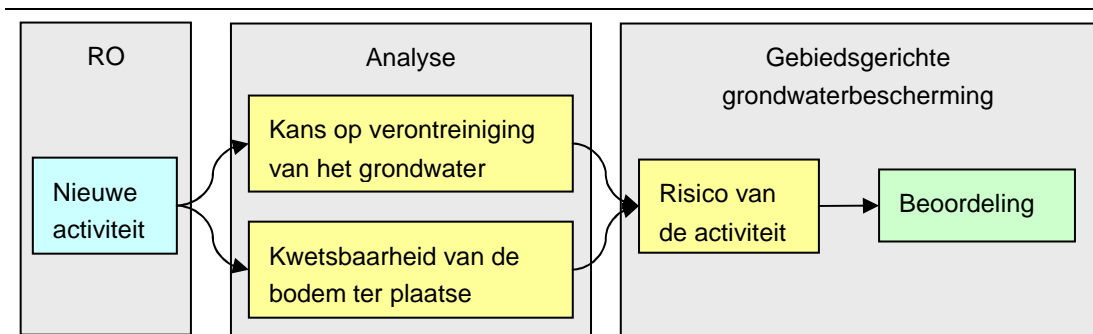 RO
Nieuwe
activiteit
Analyse
Kans op verontreiniging
van het grondwater
Kwetsbaarheid van de
bodem ter plaatse
Gebiedsgerichte
grondwaterbescherming
Risico van
de activiteit
Beoordeling